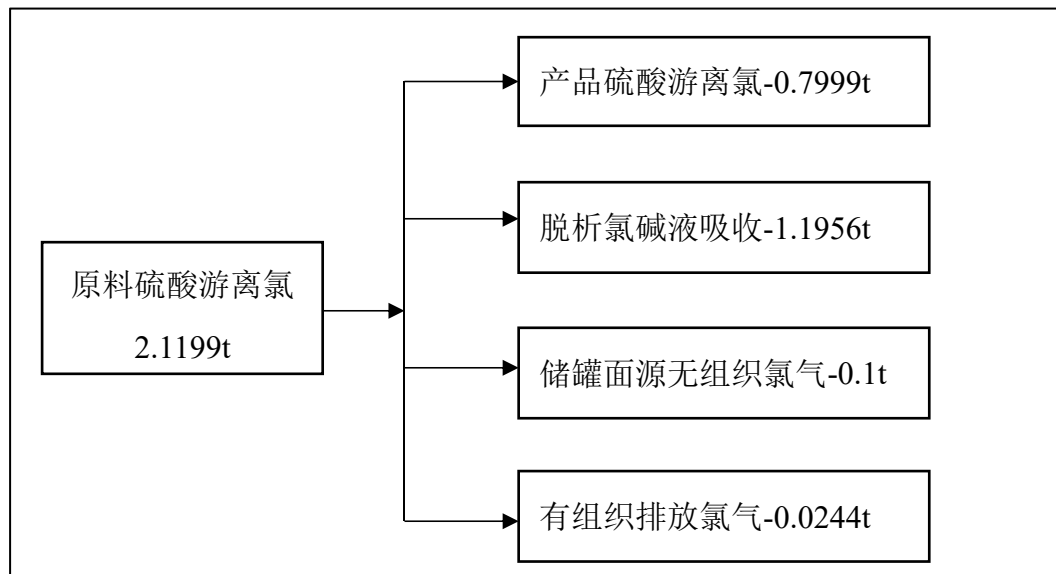 产品硫酸游离氯-0.7999t
脱析氯碱液吸收-1.1956t
原料硫酸游离氯
2.1199t
储罐面源无组织氯气-0.1t
有组织排放氯气-0.0244t